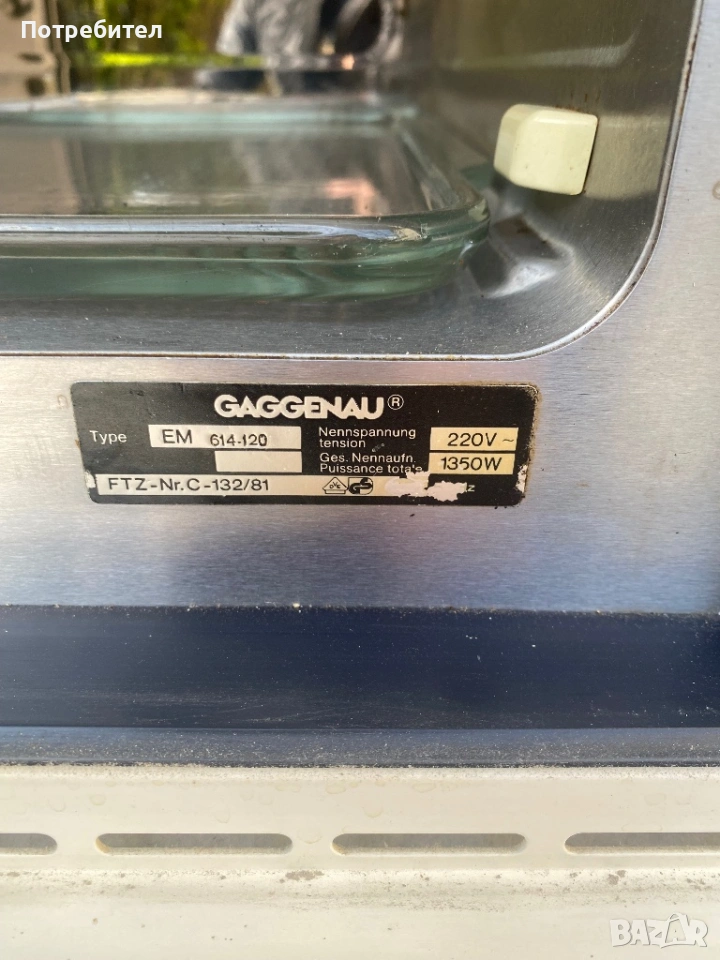 Потребител
GAGGENAU®
Type EM 614-120
Nennspannung
tension 220V~
Ges. Nennaufn.
Puissance totale 1350W
FTZ-Nr. C-132/81
BAZAR